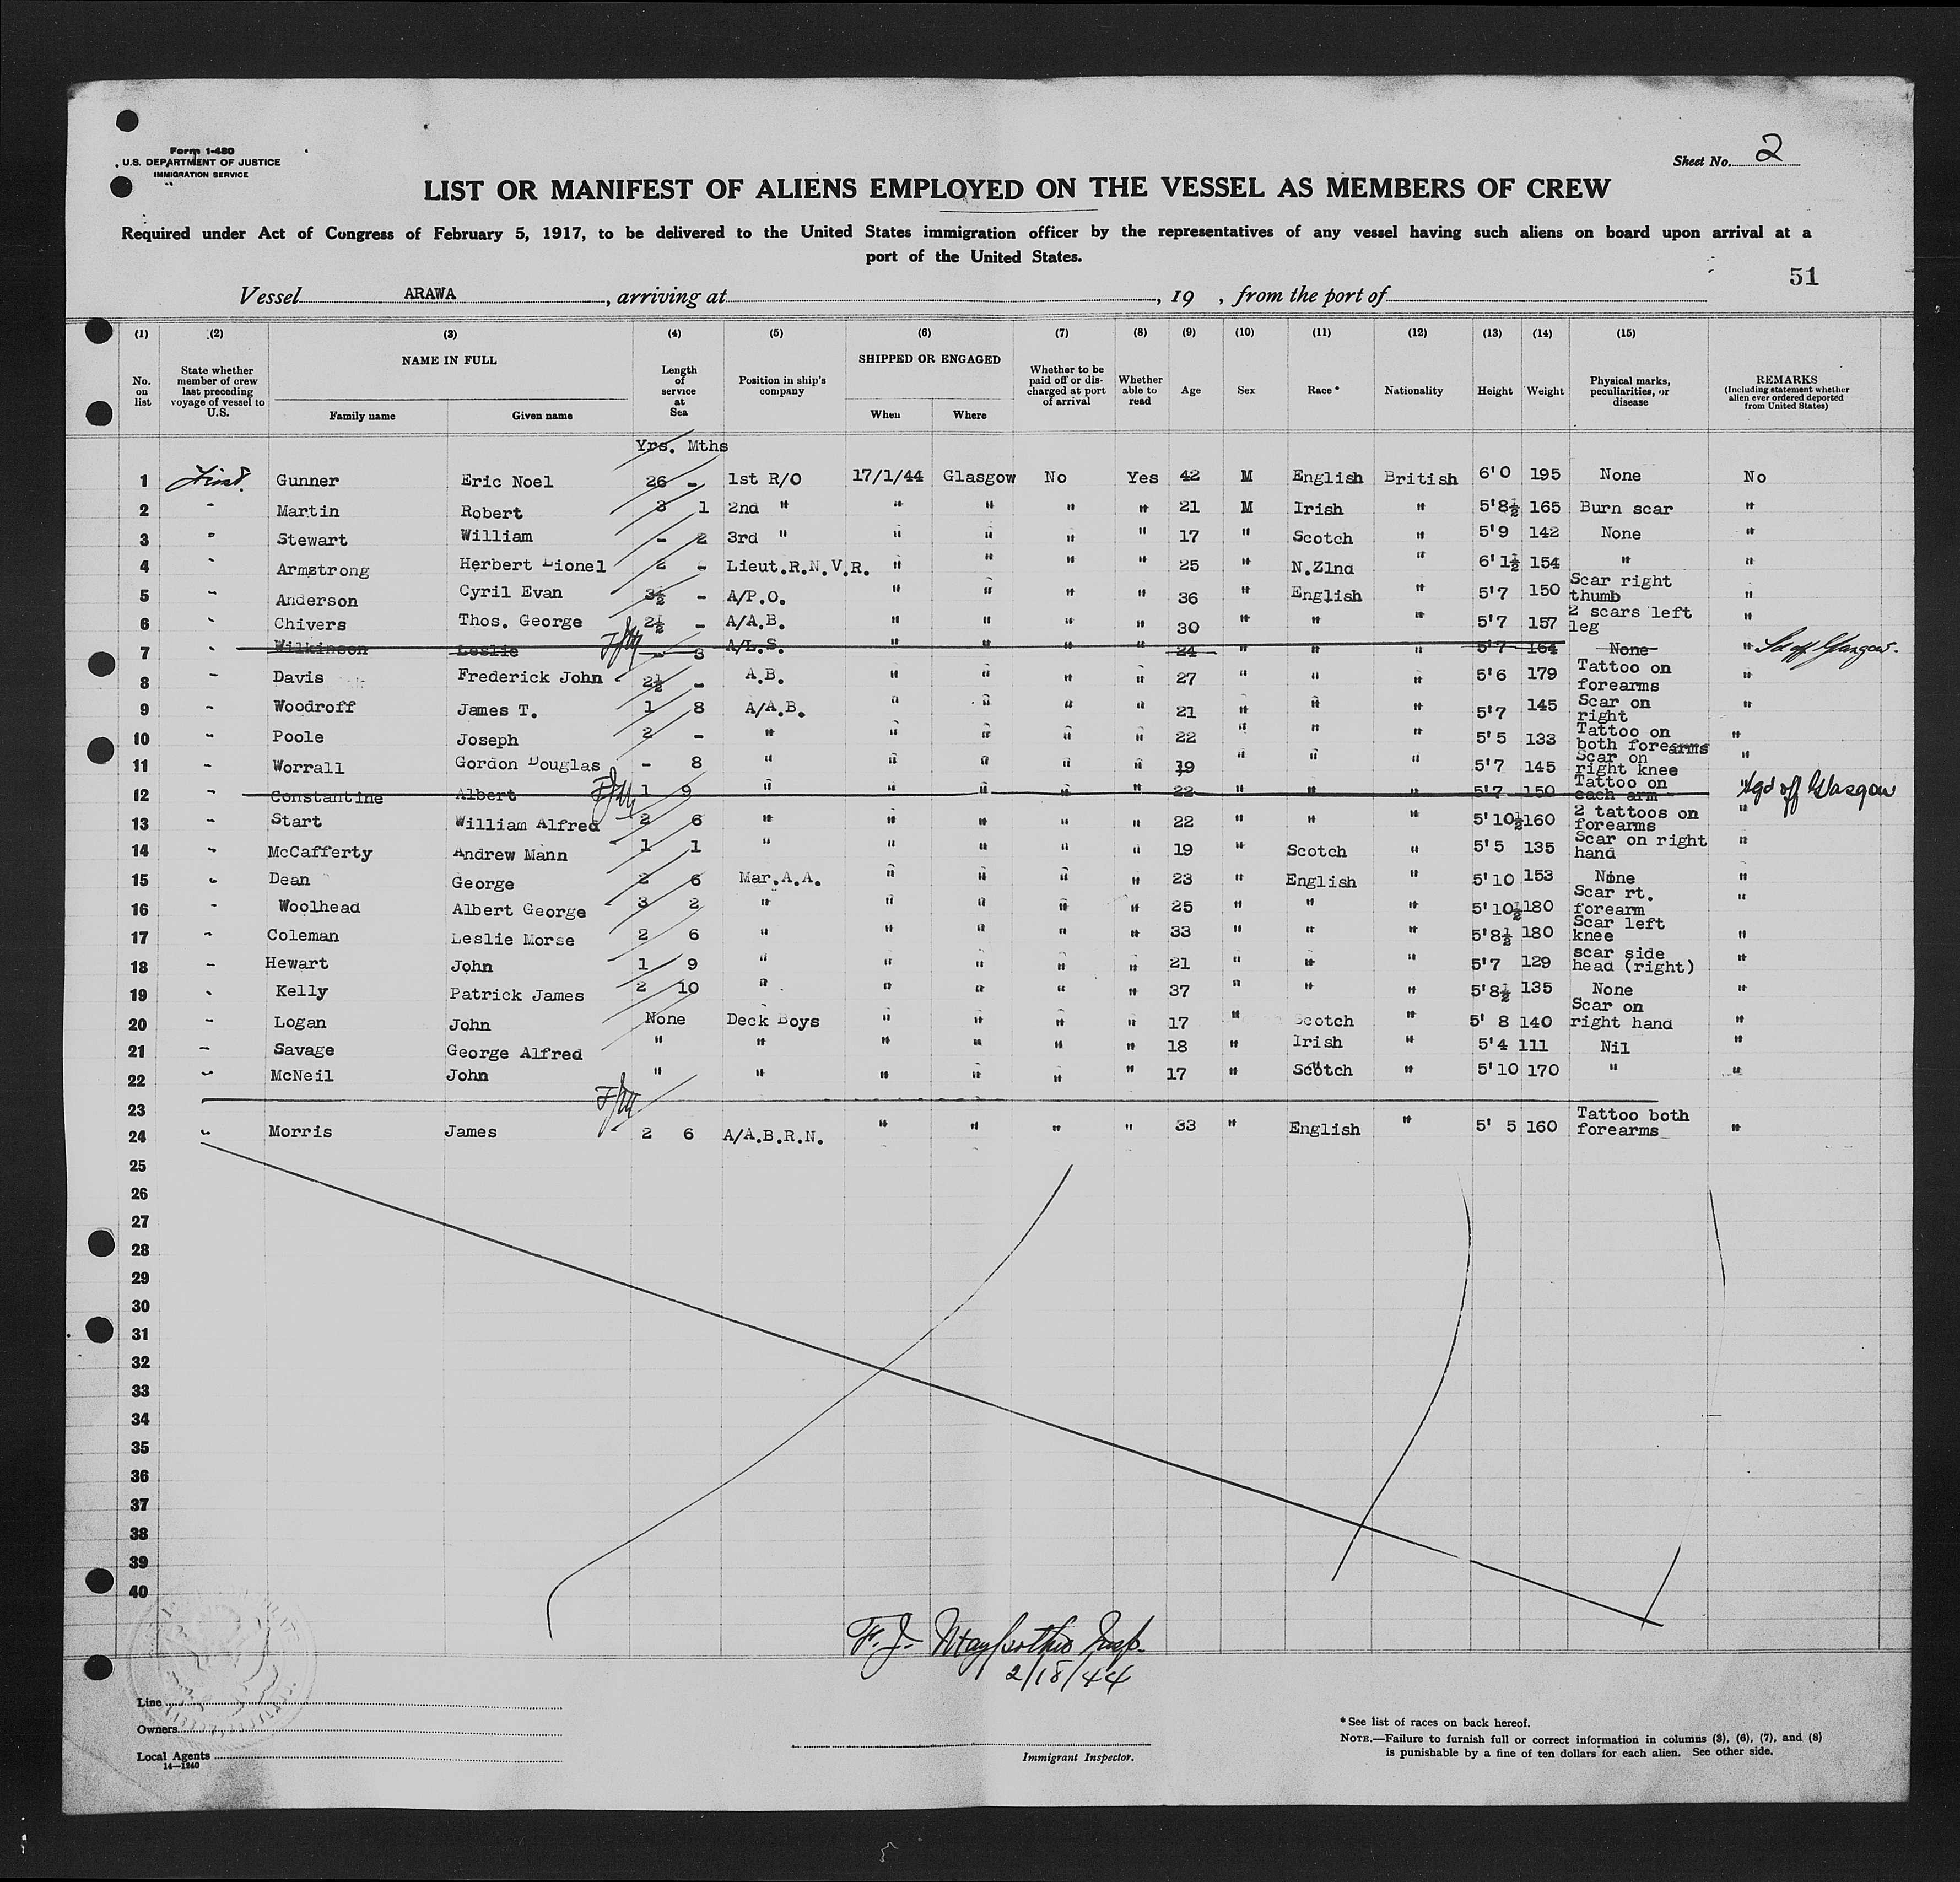 Form 1-480
U.S. DEPARTMENT OF JUSTICE
IMMIGRATION SERVICE
Sheet No. 2
LIST OR MANIFEST OF ALIENS EMPLOYED ON THE VESSEL AS MEMBERS OF CREW
Required under Act of Congress of February 5, 1917, to be delivered to the United States immigration officer by the representatives of any vessel having such aliens on board upon arrival at a
port of the United States.
51
Vessel ARAWA, arriving at , 19 , from the port of
(1) (2) (3) (4) (5) (6) (7) (8) (9) (10) (11) (12) (13) (14) (15)
No. on list State whether member of crew last preceding voyage of vessel to U.S. NAME IN FULL Family name Given name Length of service at Sea Position in ship's company SHIPPED OR ENGAGED When Where Whether to be paid off or discharged at port of arrival Whether able to read Age Sex Race* Nationality Height Weight Physical marks, peculiarities, or disease REMARKS (Including statement whether alien ever ordered deported from United States)
Yrs. Mths
1 First Gunner Eric Noel 26 - 1st R/O 17/1/44 Glasgow No Yes 42 M English British 6'0 195 None No
2 " Martin Robert 3 1 2nd " " " " " 21 M Irish " 5'8½ 165 Burn scar "
3 " Stewart William - 2 3rd " " " " " 17 " Scotch " 5'9 142 None "
4 " Armstrong Herbert Lionel 2 - Lieut.R.N.V.R. " " " " 25 " N.Zlnd " 6'1½ 154 " "
5 " Anderson Cyril Evan 3½ - A/P.O. " " " " 36 " English " 5'7 150 Scar right thumb "
6 " Chivers Thos. George 2½ - A/A.B. " " " " 30 " " " 5'7 157 2 scars left leg "
7 " Wilkinson Leslie - 3 A/L.S. " " " " 24 " " " 5'7 164 None " Sd off Glasgow.
8 " Davis Frederick John 2½ - A.B. " " " " 27 " " " 5'6 179 Tattoo on forearms "
9 " Woodroff James T. 1 8 A/A.B. " " " " 21 " " " 5'7 145 Scar on right "
10 " Poole Joseph 2 - " " " " " 22 " " " 5'5 133 Tattoo on both forearms "
11 " Worrall Gordon Douglas - 8 " " " " " 19 " " " 5'7 145 Scar on right knee "
12 " Constantine Albert 1 9 " " " " " 22 " " " 5'7 150 Tattoo on each arm " Sgd off Glasgow
13 " Start William Alfred 2 6 " " " " " 22 " " " 5'10½ 160 2 tattoos on forearms "
14 " McCafferty Andrew Mann 1 1 " " " " " 19 " Scotch " 5'5 135 Scar on right hand "
15 " Dean George 2 6 Mar.A.A. " " " " 23 " English " 5'10 153 None "
16 " Woolhead Albert George 3 2 " " " " " 25 " " " 5'10½ 180 Scar rt. forearm "
17 " Coleman Leslie Morse 2 6 " " " " " 33 " " " 5'8½ 180 Scar left knee "
18 " Hewart John 1 9 " " " " " 21 " " " 5'7 129 scar side head (right) "
19 " Kelly Patrick James 2 10 " " " " " 37 " " " 5'8½ 135 None "
20 " Logan John None Deck Boys " " " " 17 " Scotch " 5' 8 140 Scar on right hand "
21 " Savage George Alfred " " " " " " 18 " Irish " 5'4 111 Nil "
22 " McNeil John " " " " " " 17 " Scotch " 5'10 170 " "
23
24 " Morris James 2 6 A/A.B.R.N. " " " " 33 " English " 5' 5 160 Tattoo both forearms "
25
26
27
28
29
30
31
32
33
34
35
36
37
38
39
40
F. J.
2/18/44
Line
Owners
Local Agents
14—1240
Immigrant Inspector.
*See list of races on back hereof.
NOTE.—Failure to furnish full or correct information in columns (3), (6), (7), and (8)
is punishable by a fine of ten dollars for each alien. See other side.